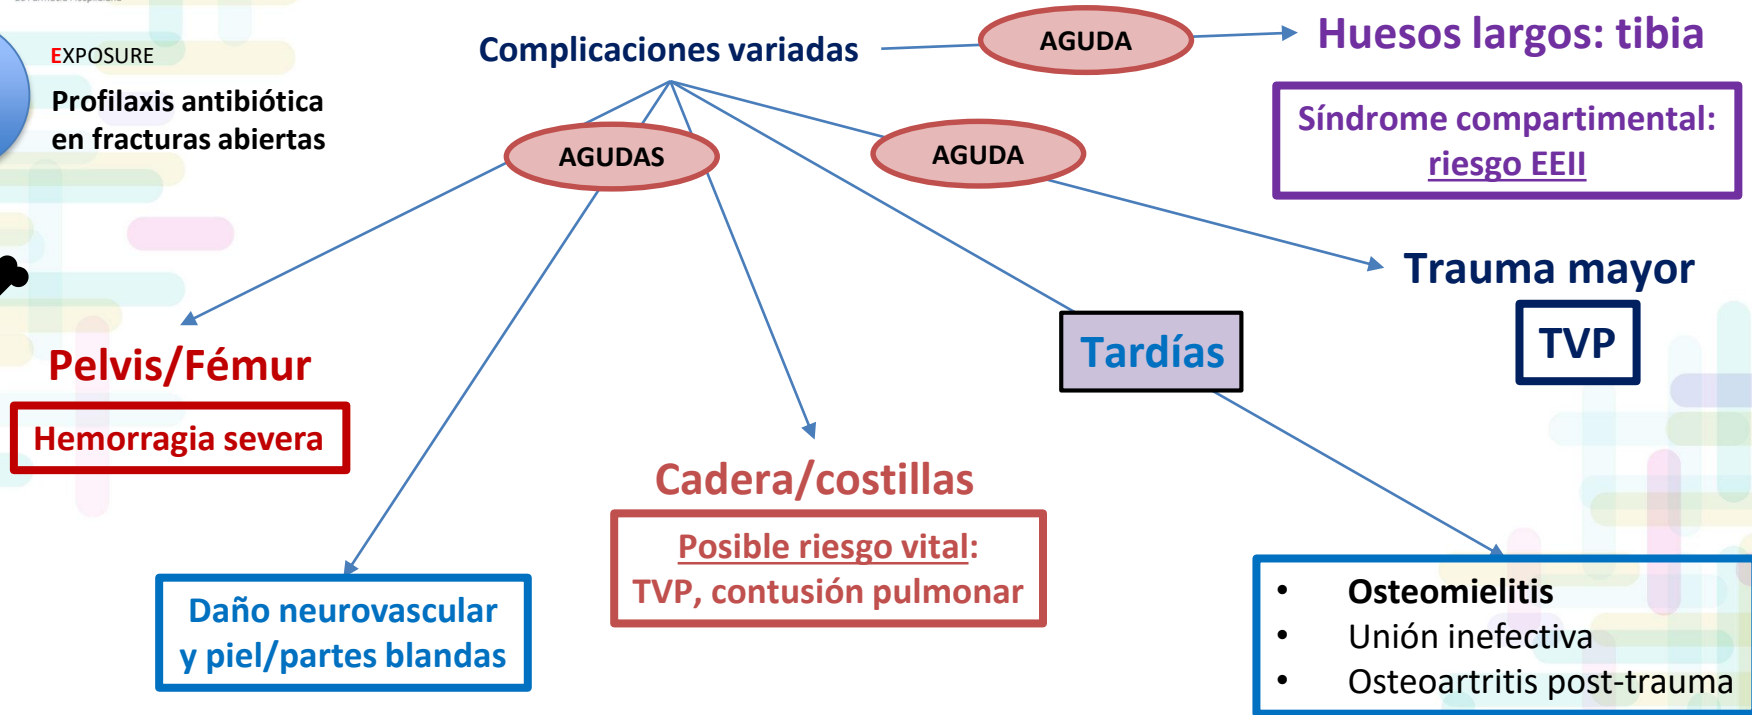 EXPOSURE
Profilaxis antibiótica
en fracturas abiertas
Complicaciones variadas
AGUDA
Huesos largos: tibia
Síndrome compartimental:
riesgo EEII
AGUDAS
AGUDA
Trauma mayor
TVP
Pelvis/Fémur
Hemorragia severa
Tardías
Cadera/costillas
Posible riesgo vital:
TVP, contusión pulmonar
Daño neurovascular
y piel/partes blandas
• Osteomielitis
• Unión inefectiva
• Osteoartritis post-trauma